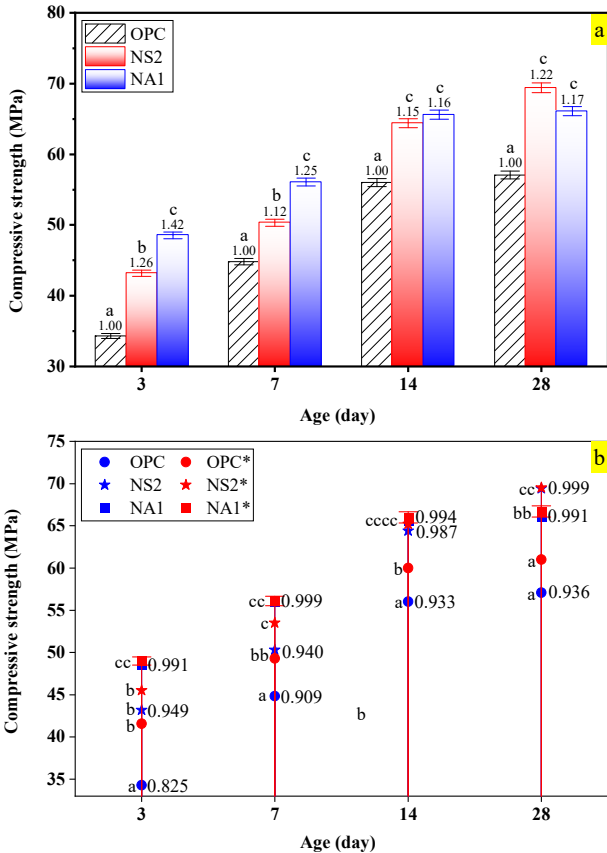 80
70
60
50
40
30
Compressive strength (MPa)
OPC
NS2
NA1
a
a
1.00
b
1.26
c
1.42
a
1.00
b
1.12
c
1.25
a
1.00
c
1.15
c
1.16
a
1.00
c
1.22
c
1.17
3 7 14 28
Age (day)
75
70
65
60
55
50
45
40
35
Compressive strength (MPa)
OPC OPC*
NS2 NS2*
NA1 NA1*
b
cc 0.991
b
b 0.949
b
a 0.825
cc 0.999
c
0.940
bb
a 0.909
b
cccc 0.994
0.987
b
a 0.933
cc 0.999
bb 0.991
a
a 0.936
3 7 14 28
Age (day)